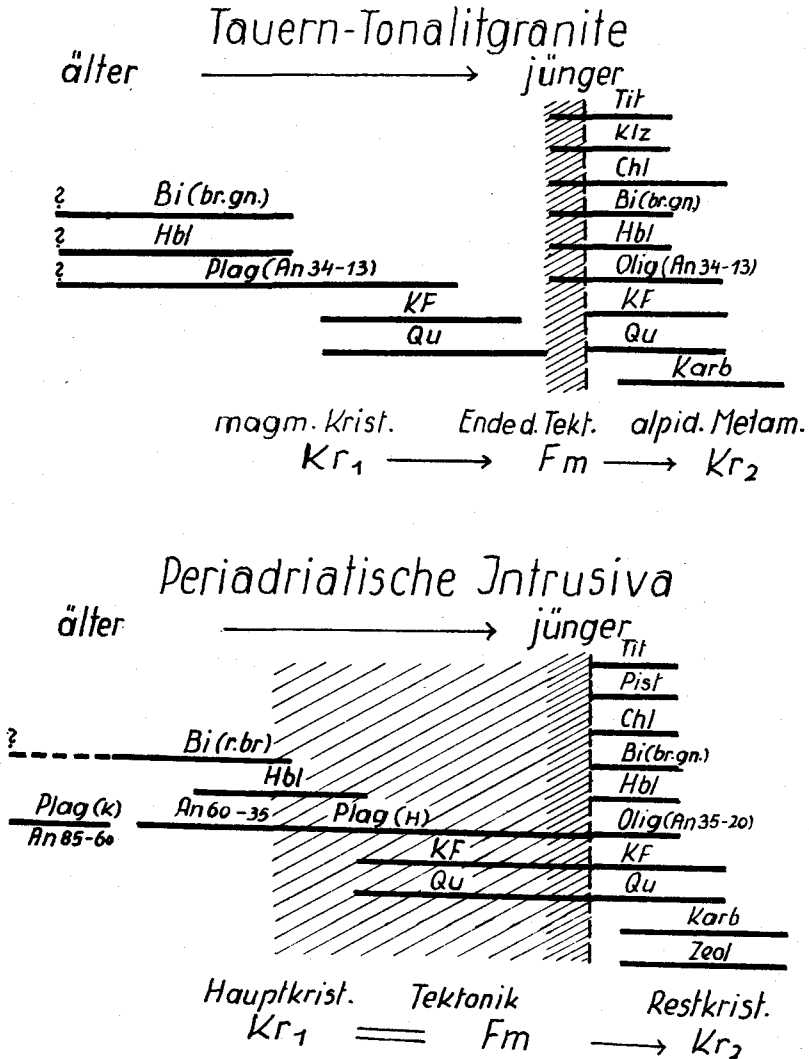 Tauern-Tonalitgranite
älter → jünger
Tit
Klz
Chl
? Bi(br.gn.) Bi(br.gn.)
? Hbl Hbl
? Plag(An34-13) Olig(An34-13)
KF KF
Qu Qu
Karb
magm. Krist. Ende d. Tekt. alpid. Metam.
Kr₁ → Fm → Kr₂
Periadriatische Intrusiva
älter → jünger
Tit
Pist
Chl
? Bi(r.br) Bi(br.gn.)
Hbl Hbl
Plag(K) An60-35 Plag(H) Olig(An35-20)
An85-60
KF KF
Qu Qu
Karb
Zeol
Hauptkrist. Tektonik Restkrist.
Kr₁ = Fm → Kr₂